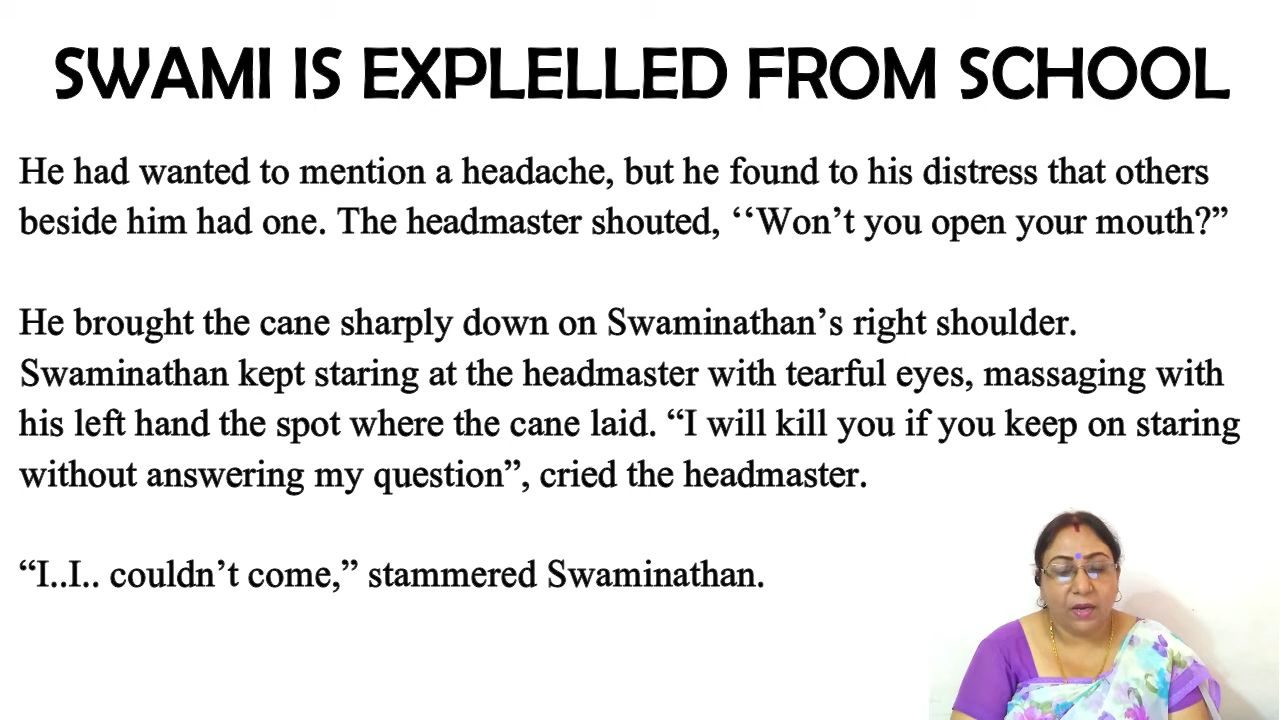 SWAMI IS EXPLELLED FROM SCHOOL
He had wanted to mention a headache, but he found to his distress that others
beside him had one. The headmaster shouted, ‘‘Won’t you open your mouth?”
He brought the cane sharply down on Swaminathan’s right shoulder.
Swaminathan kept staring at the headmaster with tearful eyes, massaging with
his left hand the spot where the cane laid. “I will kill you if you keep on staring
without answering my question”, cried the headmaster.
“I..I.. couldn’t come,” stammered Swaminathan.